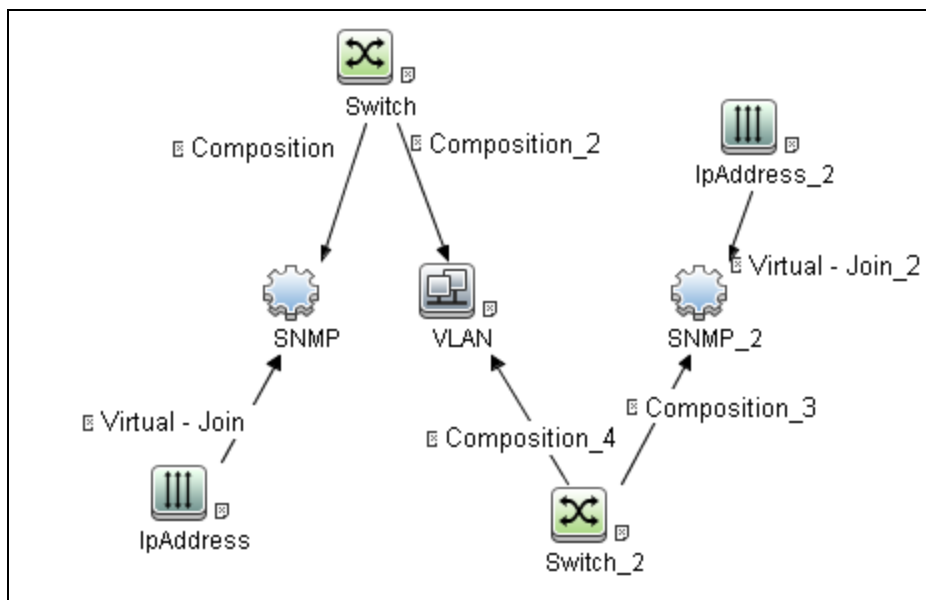 Switch
Composition
Composition_2
IpAddress_2
Virtual - Join_2
SNMP
VLAN
SNMP_2
Virtual - Join
Composition_3
Composition_4
IpAddress
Switch_2